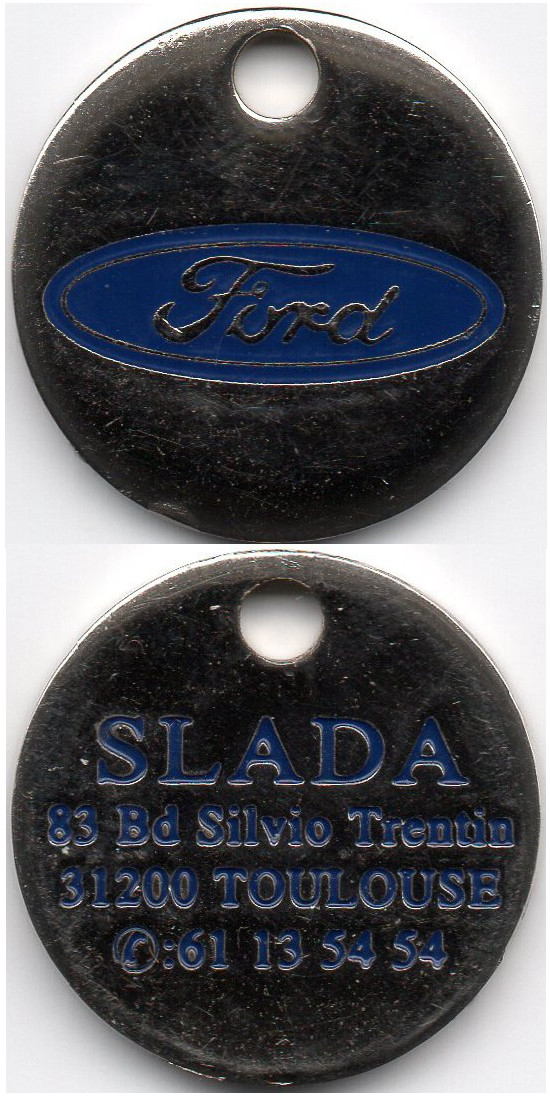 Ford
SLADA
83 Bd Silvio Trentin
31200 TOULOUSE
✆:61 13 54 54